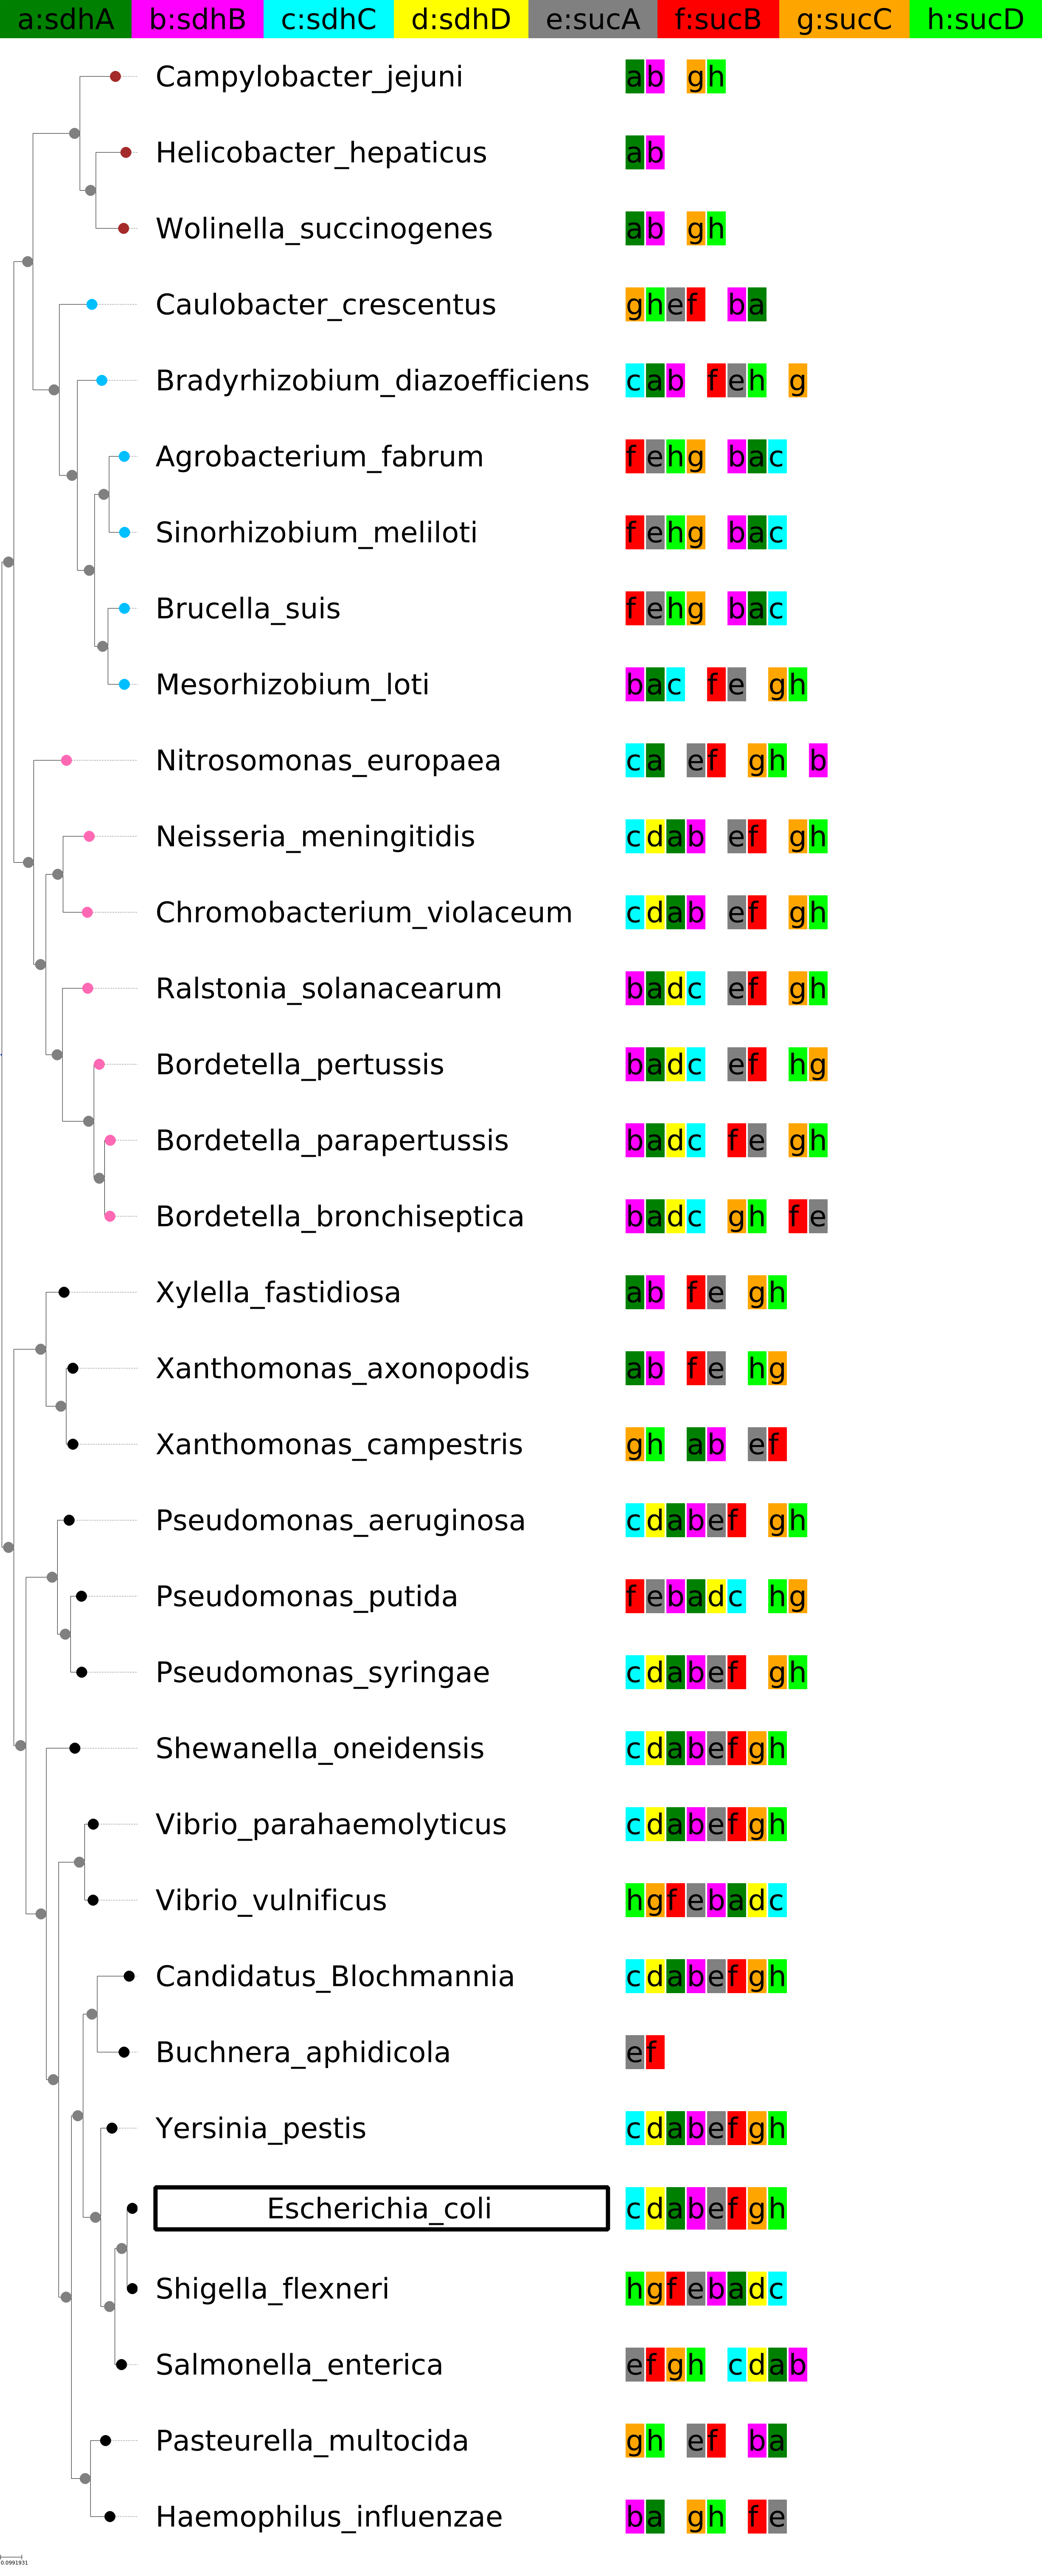 a:sdhA b:sdhB c:sdhC d:sdhD e:sucA f:sucB g:sucC h:sucD
Campylobacter_jejuni ab gh
Helicobacter_hepaticus ab
Wolinella_succinogenes ab gh
Caulobacter_crescentus ghef ba
Bradyrhizobium_diazoefficiens cab feh g
Agrobacterium_fabrum fehg bac
Sinorhizobium_meliloti fehg bac
Brucella_suis fehg bac
Mesorhizobium_loti bac fe gh
Nitrosomonas_europaea ca ef gh b
Neisseria_meningitidis cdab ef gh
Chromobacterium_violaceum cdab ef gh
Ralstonia_solanacearum badc ef gh
Bordetella_pertussis badc ef hg
Bordetella_parapertussis badc fe gh
Bordetella_bronchiseptica badc gh fe
Xylella_fastidiosa ab fe gh
Xanthomonas_axonopodis ab fe hg
Xanthomonas_campestris gh ab ef
Pseudomonas_aeruginosa cdabef gh
Pseudomonas_putida febadc hg
Pseudomonas_syringae cdabef gh
Shewanella_oneidensis cdabefgh
Vibrio_parahaemolyticus cdabefgh
Vibrio_vulnificus hgfebadc
Candidatus_Blochmannia cdabefgh
Buchnera_aphidicola ef
Yersinia_pestis cdabefgh
Escherichia_coli cdabefgh
Shigella_flexneri hgfebadc
Salmonella_enterica efgh cdab
Pasteurella_multocida gh ef ba
Haemophilus_influenzae ba gh fe
0.0991931